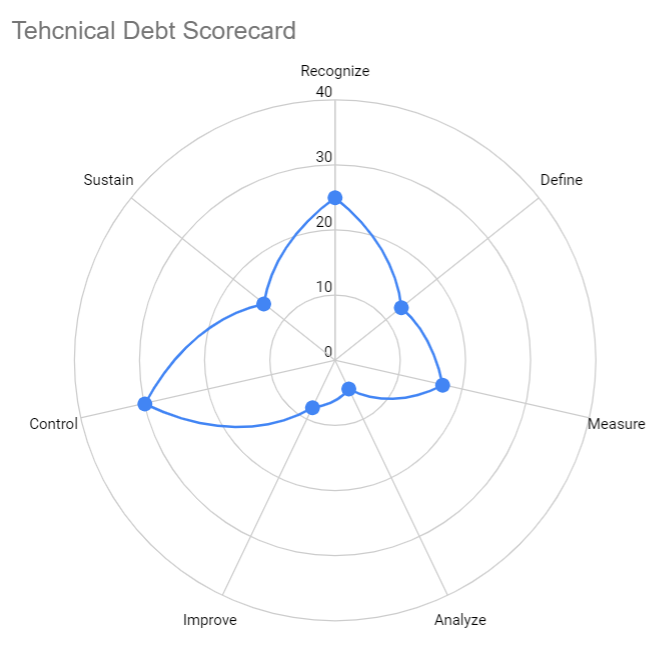 Tehcnical Debt Scorecard
Recognize
40
Sustain
Define
30
20
10
0
Control
Measure
Improve
Analyze